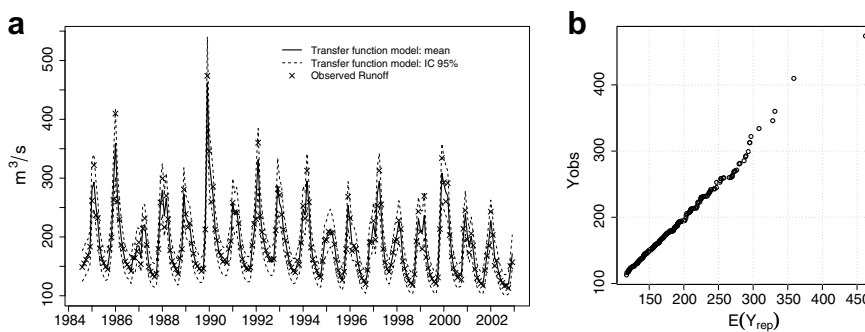 a
m³/s
500
400
300
200
100
1984 1986 1988 1990 1992 1994 1996 1998 2000 2002
Transfer function model: mean
Transfer function model: IC 95%
Observed Runoff
b
Yobs
400
300
200
100
150 200 250 300 350 400 450
E(Yrep)